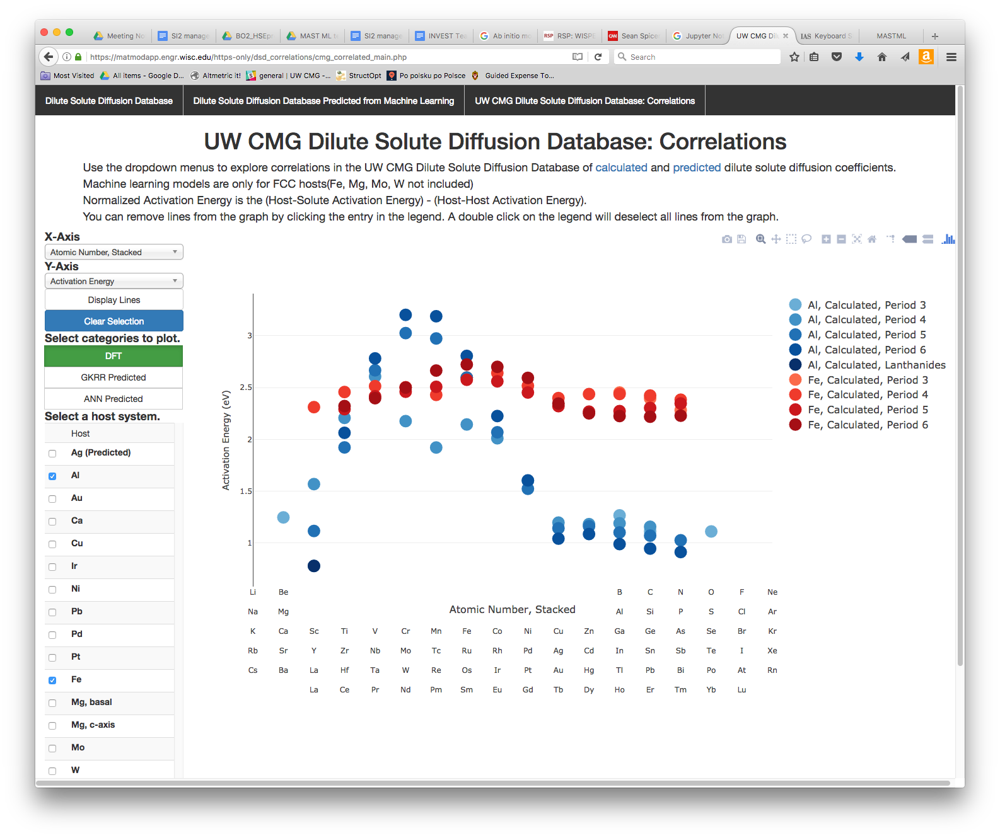 Meeting No
SI2 manage
BO2_HSEpr
MAST ML to
SI2 manage
INVEST Tea
Ab initio mo
RSP RSP: WISPE
CNN Sean Spicer
Jupyter No
UW CMG Dil
IAS Keyboard S
MASTML
https://matmodapp.engr.wisc.edu/https-only/dsd_correlations/cmg_correlated_main.php
Search
Most Visited
All items - Google D...
Altmetric it!
general | UW CMG -...
StructOpt
Po polsku po Polsce
Guided Expense To...
Dilute Solute Diffusion Database
Dilute Solute Diffusion Database Predicted from Machine Learning
UW CMG Dilute Solute Diffusion Database: Correlations
UW CMG Dilute Solute Diffusion Database: Correlations
Use the dropdown menus to explore correlations in the UW CMG Dilute Solute Diffusion Database of calculated and predicted dilute solute diffusion coefficients.
Machine learning models are only for FCC hosts(Fe, Mg, Mo, W not included)
Normalized Activation Energy is the (Host-Solute Activation Energy) - (Host-Host Activation Energy).
You can remove lines from the graph by clicking the entry in the legend. A double click on the legend will deselect all lines from the graph.
X-Axis
Atomic Number, Stacked
Y-Axis
Activation Energy
Display Lines
Clear Selection
Select categories to plot.
DFT
GKRR Predicted
ANN Predicted
Select a host system.
Host
Ag (Predicted)
Al
Au
Ca
Cu
Ir
Ni
Pb
Pd
Pt
Fe
Mg, basal
Mg, c-axis
Mo
W
Activation Energy (eV)
3
2.5
2
1.5
1
Al, Calculated, Period 3
Al, Calculated, Period 4
Al, Calculated, Period 5
Al, Calculated, Period 6
Al, Calculated, Lanthanides
Fe, Calculated, Period 3
Fe, Calculated, Period 4
Fe, Calculated, Period 5
Fe, Calculated, Period 6
Li Be B C N O F Ne
Atomic Number, Stacked
Na Mg Al Si P S Cl Ar
K Ca Sc Ti V Cr Mn Fe Co Ni Cu Zn Ga Ge As Se Br Kr
Rb Sr Y Zr Nb Mo Tc Ru Rh Pd Ag Cd In Sn Sb Te I Xe
Cs Ba La Hf Ta W Re Os Ir Pt Au Hg Tl Pb Bi Po At Rn
La Ce Pr Nd Pm Sm Eu Gd Tb Dy Ho Er Tm Yb Lu